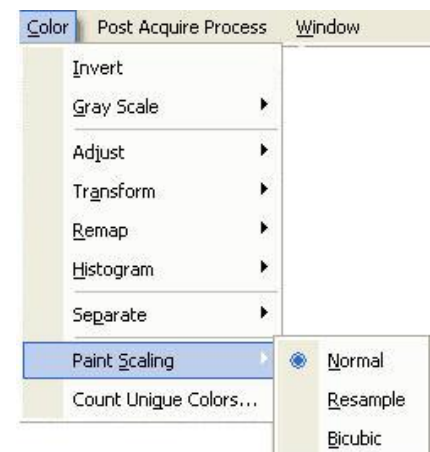 Color Post Acquire Process Window
Invert
Gray Scale
Adjust
Transform
Remap
Histogram
Separate
Paint Scaling
Normal
Count Unique Colors...
Resample
Bicubic